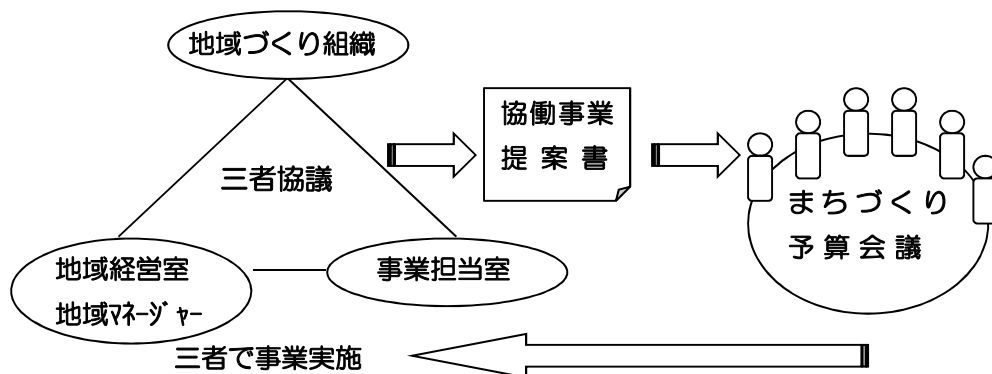 地域づくり組織
三者協議
地域経営室
地域ﾏﾈｰｼﾞｬｰ
事業担当室
協働事業
提案書
まちづくり
予算会議
三者で事業実施